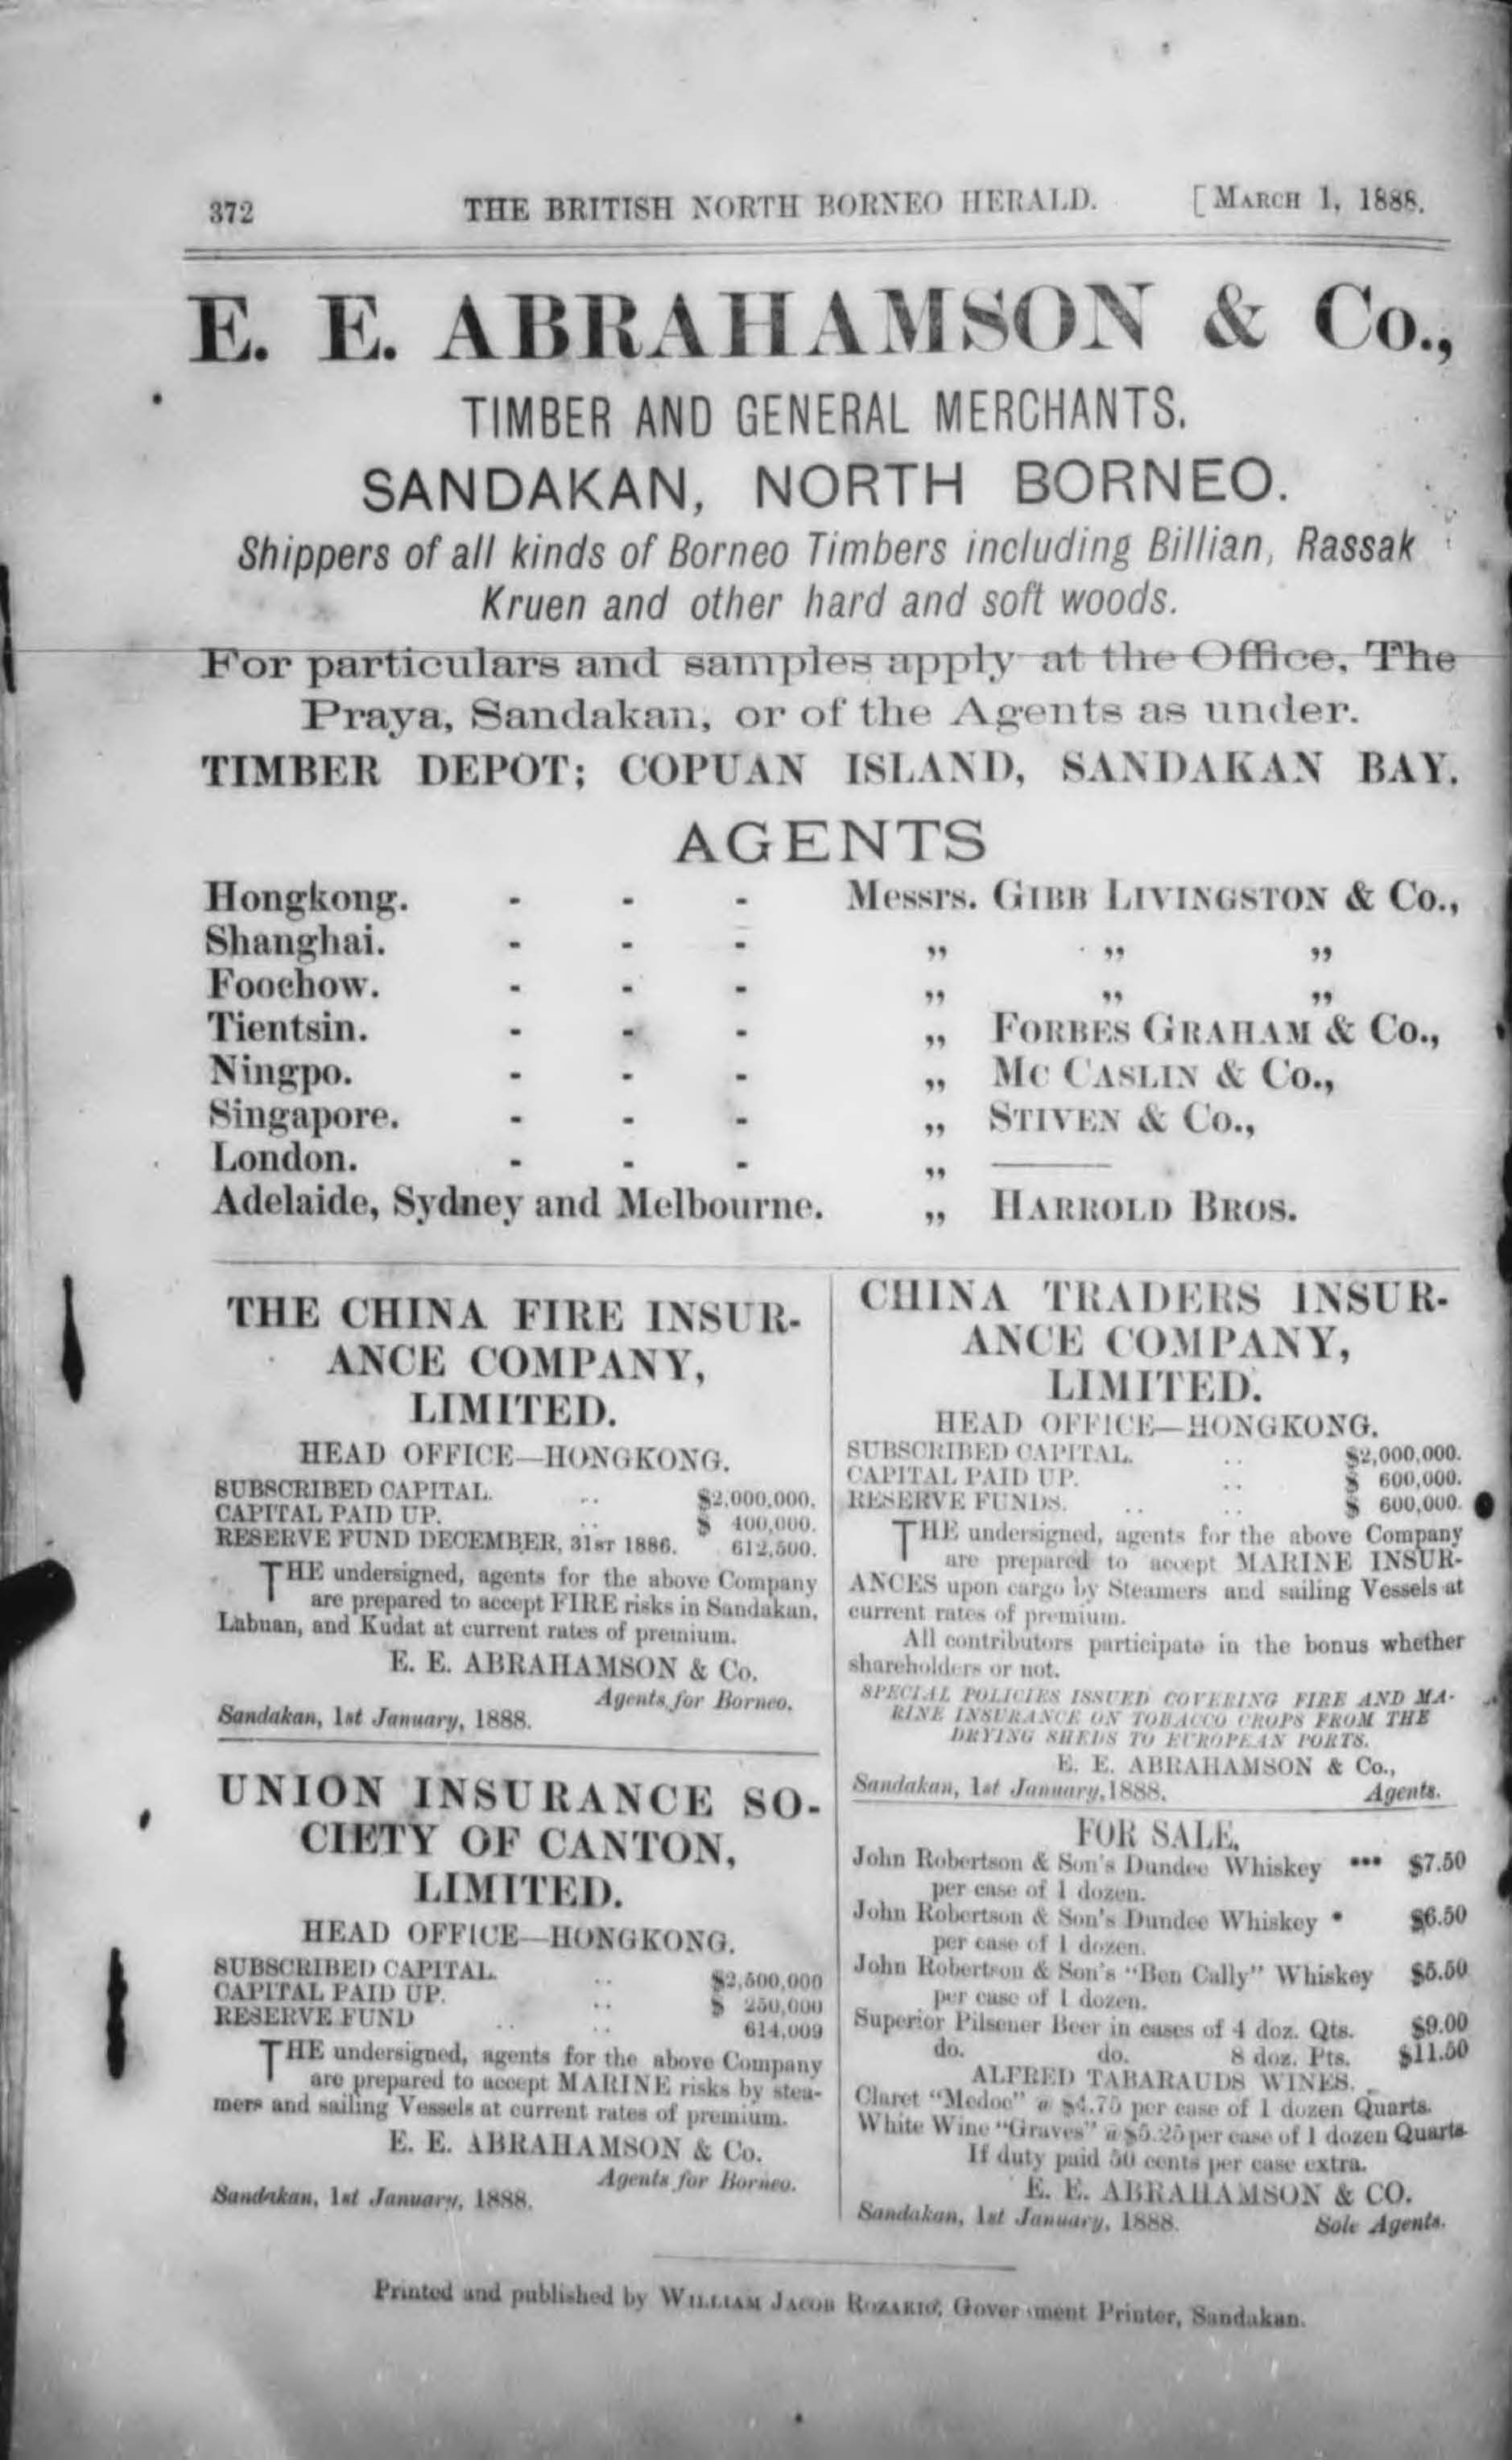 372 THE BRITISH NORTH BORNEO HERALD. [MARCH 1, 1888.
E. E. ABRAHAMSON & Co.,
TIMBER AND GENERAL MERCHANTS.
SANDAKAN, NORTH BORNEO.
Shippers of all kinds of Borneo Timbers including Billian, Rassak
Kruen and other hard and soft woods.
For particulars and samples apply at the Office, The
Praya, Sandakan, or of the Agents as under.
TIMBER DEPOT; COPUAN ISLAND, SANDAKAN BAY.
AGENTS
Hongkong. - - - Messrs. GIBB LIVINGSTON & Co.,
Shanghai. - - - „ „ „
Foochow. - - - „ „ „
Tientsin. - - - „ FORBES GRAHAM & Co.,
Ningpo. - - - „ Mc CASLIN & Co.,
Singapore. - - - „ STIVEN & Co.,
London. - - - „ ———
Adelaide, Sydney and Melbourne. „ HARROLD BROS.
THE CHINA FIRE INSUR-
ANCE COMPANY,
LIMITED.
HEAD OFFICE—HONGKONG.
SUBSCRIBED CAPITAL. .. $2,000,000.
CAPITAL PAID UP. .. $ 400,000.
RESERVE FUND DECEMBER, 31ST 1886. 612,500.
THE undersigned, agents for the above Company
are prepared to accept FIRE risks in Sandakan,
Labuan, and Kudat at current rates of premium.
E. E. ABRAHAMSON & Co.
Agents for Borneo.
Sandakan, 1st January, 1888.
UNION INSURANCE SO-
CIETY OF CANTON,
LIMITED.
HEAD OFFICE—HONGKONG.
SUBSCRIBED CAPITAL. .. $2,500,000
CAPITAL PAID UP. .. $ 250,000
RESERVE FUND .. .. 614,009
THE undersigned, agents for the above Company
are prepared to accept MARINE risks by stea-
mers and sailing Vessels at current rates of premium.
E. E. ABRAHAMSON & Co.
Agents for Borneo.
Sandakan, 1st January, 1888.
CHINA TRADERS INSUR-
ANCE COMPANY,
LIMITED.
HEAD OFFICE—HONGKONG.
SUBSCRIBED CAPITAL. .. $2,000,000.
CAPITAL PAID UP. .. $ 600,000.
RESERVE FUNDS. .. .. $ 600,000.
THE undersigned, agents for the above Company
are prepared to accept MARINE INSUR-
ANCES upon cargo by Steamers and sailing Vessels at
current rates of premium.
All contributors participate in the bonus whether
shareholders or not.
SPECIAL POLICIES ISSUED COVERING FIRE AND MA-
RINE INSURANCE ON TOBACCO CROPS FROM THE
DRYING SHEDS TO EUROPEAN PORTS.
E. E. ABRAHAMSON & Co.,
Sandakan, 1st January, 1888. Agents.
FOR SALE.
John Robertson & Son's Dundee Whiskey *** $7.50
per case of 1 dozen.
John Robertson & Son's Dundee Whiskey * $6.50
per case of 1 dozen.
John Robertson & Son's "Ben Cally" Whiskey $5.50
per case of 1 dozen.
Superior Pilsener Beer in cases of 4 doz. Qts. $9.00
do. do. 8 doz. Pts. $11.50
ALFRED TABARAUDS WINES.
Claret "Medoc" @ $4.75 per case of 1 dozen Quarts.
White Wine "Graves" @ $5.25 per case of 1 dozen Quarts
If duty paid 50 cents per case extra.
E. E. ABRAHAMSON & CO.
Sandakan, 1st January, 1888. Sole Agents.
Printed and published by WILLIAM JACOB ROZARIO, Government Printer, Sandakan.